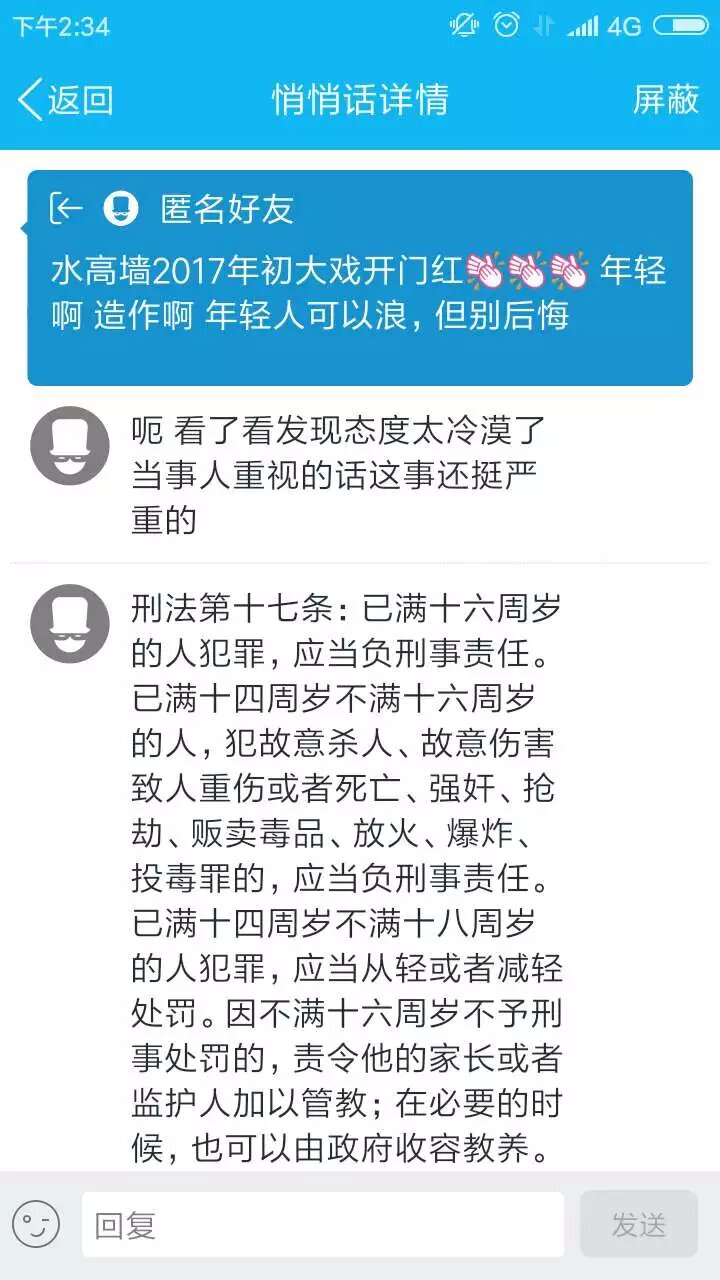 下午2:34
4G
返回
悄悄话详情
屏蔽
匿名好友
水高墙2017年初大戏开门红👏👏👏 年轻
啊 造作啊 年轻人可以浪，但别后悔
呃 看了看发现态度太冷漠了
当事人重视的话这事还挺严
重的
刑法第十七条：已满十六周岁
的人犯罪，应当负刑事责任。
已满十四周岁不满十六周岁
的人，犯故意杀人、故意伤害
致人重伤或者死亡、强奸、抢
劫、贩卖毒品、放火、爆炸、
投毒罪的，应当负刑事责任。
已满十四周岁不满十八周岁
的人犯罪，应当从轻或者减轻
处罚。因不满十六周岁不予刑
事处罚的，责令他的家长或者
监护人加以管教；在必要的时
候，也可以由政府收容教养。
回复
发送